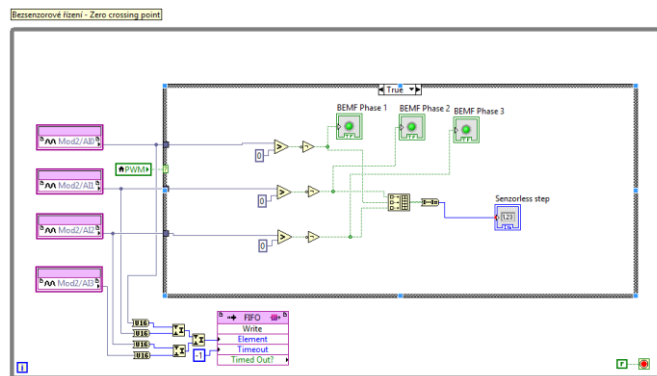 Bezsenzorové řízení - Zero crossing point
True
BEMF Phase 1
BEMF Phase 2
BEMF Phase 3
Mod2/AI0
PWM
0
Mod2/AI1
0
Senzorless step
123
Mod2/AI2
0
Mod2/AI3
U16
U16
U16
U16
FIFO
Write
Element
Timeout
Timed Out?
-1
i